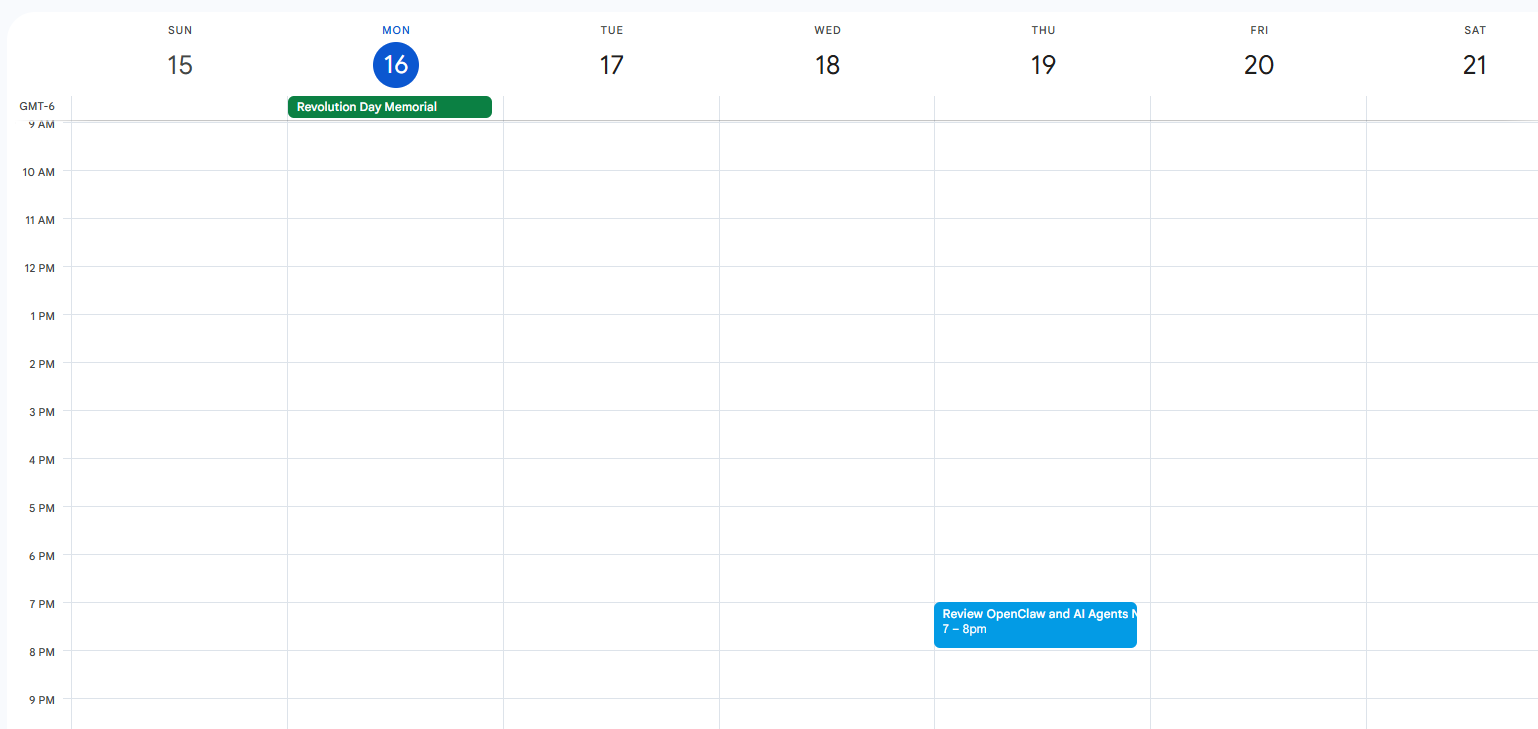 SUN
MON
TUE
WED
THU
FRI
SAT
15
16
17
18
19
20
21
GMT-6
Revolution Day Memorial
9 AM
10 AM
11 AM
12 PM
1 PM
2 PM
3 PM
4 PM
5 PM
6 PM
7 PM
Review OpenClaw and AI Agents N
7 – 8pm
8 PM
9 PM